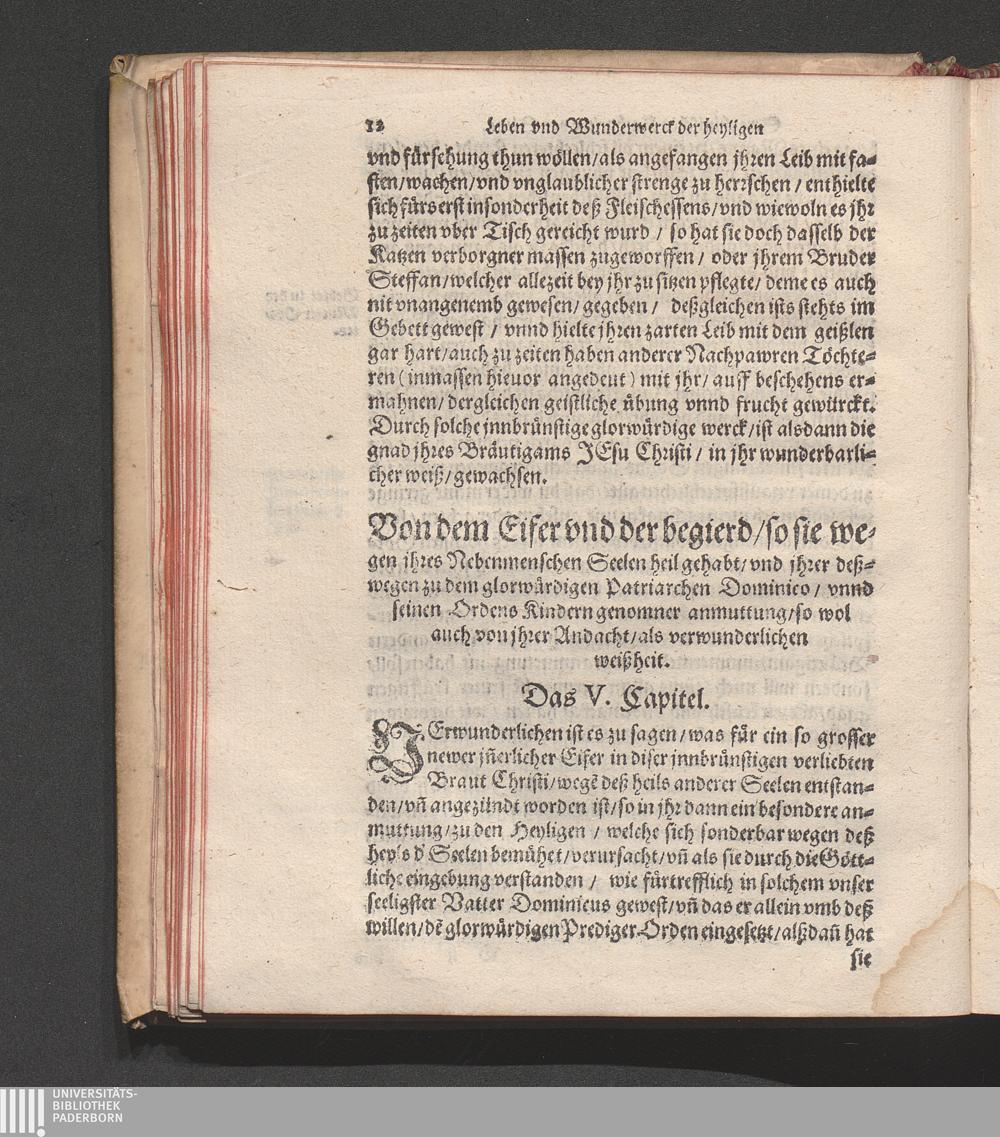 12 Leben vnd Wunderwerck der heyligen
vnd fürsehung thun wöllen/als angefangen jhren Leib mit fa-
sten/wachen/vnd vnglaublicher strenge zu herrschen / enthielte
sich fürs erst insonderheit deß Fleischessens/vnd wiewoln es jhr
zu zeiten vber Tisch gereicht wurd / so hat sie doch dasselb der
Katzen verborgner massen zugeworffen / oder jhrem Bruder
Steffan/welcher allezeit bey jhr zu sitzen pflegte/deme es auch
nit vnangenemb gewesen/gegeben / deßgleichen ists stehts im
Gebett gewest / vnnd hielte jhren zarten Leib mit dem geißlen
gar hart/auch zu zeiten haben anderer Nachpawren Töchte-
ren (inmassen hieuor angedeut) mit jhr/ auff beschehens er-
mahnen/dergleichen geistliche übung vnnd frucht gewürckt.
Durch solche jnnbrünstige glorwürdige werck/ist alsdann die
gnad jhres Bräutigams JEsu Christi / in jhr wunderbarli-
cher weiß/gewachsen.
Von dem Eifer vnd der begierd/so sie we-
gen jhres Nebenmenschen Seelen heil gehabt/vnd jhrer deß-
wegen zu dem glorwürdigen Patriarchen Dominico / vnnd
seinen Ordens Kindern genomner anmuttung/so wol
auch von jhrer Andacht/als verwunderlichen
weißheit.
Das V. Capitel.
VErwunderlichen ist es zu sagen/was für ein so grosser
newer jñerlicher Eifer in diser jnnbrünstigen verliebten
Braut Christi/wegẽ deß heils anderer Seelen entstan-
den/vñ angezündt worden ist/so in jhr dann ein besondere an-
muttung/zu den Heyligen / welche sich sonderbar wegen deß
heyls d' Seelen bemühet/verursacht/vñ als sie durch die Gött-
liche eingebung verstanden / wie fürtrefflich in solchem vnser
seeligster Vatter Dominicus gewest/vñ das er allein vmb deß
willen/dẽ glorwürdigen Prediger Orden eingesetzt/alßdañ hat
sie
UNIVERSITÄTS-
BIBLIOTHEK
PADERBORN